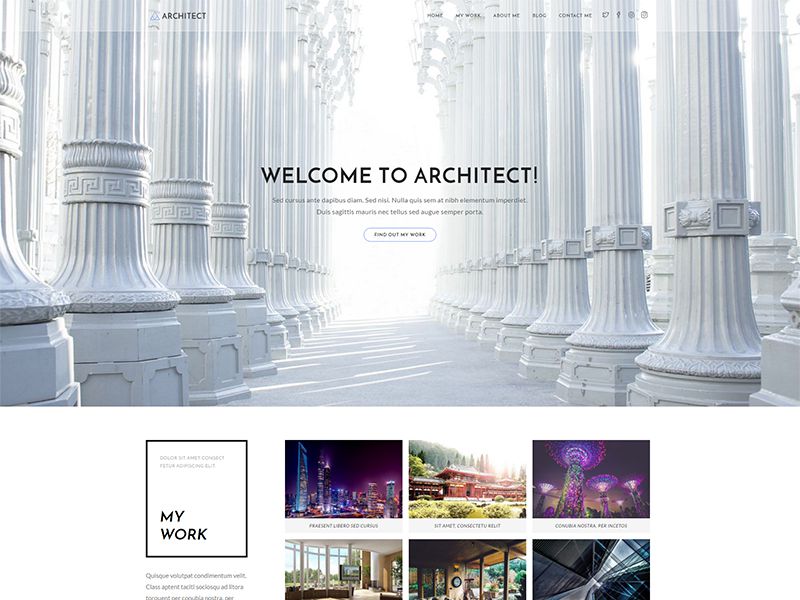 ARCHITECT
HOME MY WORK ABOUT ME BLOG CONTACT ME
WELCOME TO ARCHITECT!
Sed cursus ante dapibus diam. Sed nisi. Nulla quis sem at nibh elementum imperdiet.
Duis sagittis mauris nec tellus sed augue semper porta.
FIND OUT MY WORK
DOLOR SIT AMET CONSECT
FETUR ADIPISCING ELIT
MY
WORK
Quisque volutpat condimentum velit.
Class aptent taciti sociosqu ad litora
torquent per conubia nostra, per
PRAESENT LIBERO SED CURSUS
SIT AMET, CONSECTETU RELIT
CONUBIA NOSTRA, PER INCETOS